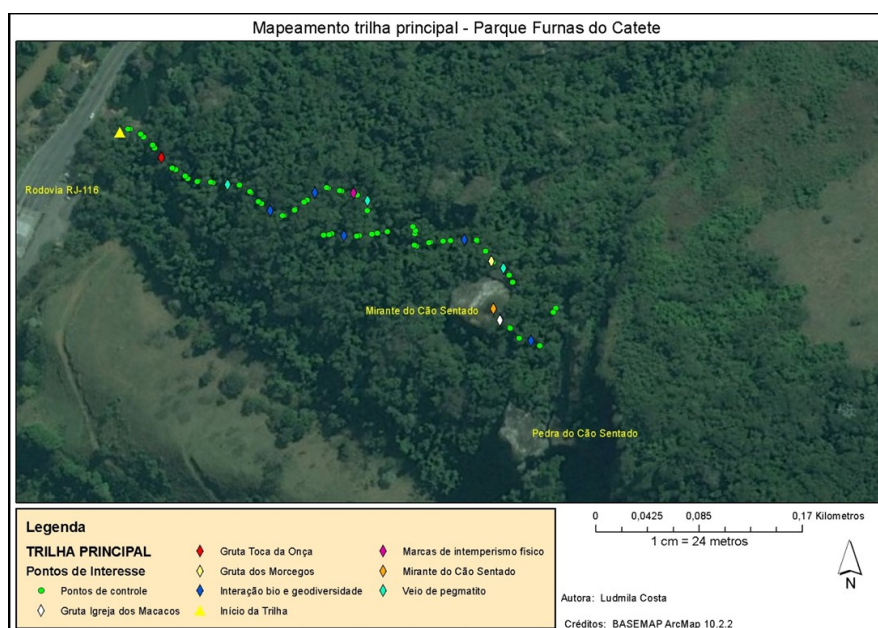 Mapeamento trilha principal - Parque Furnas do Catete
Rodovia RJ-116
Mirante do Cão Sentado
Pedra do Cão Sentado
Legenda
TRILHA PRINCIPAL
Pontos de Interesse
Pontos de controle
Gruta Igreja dos Macacos
Gruta Toca da Onça
Gruta dos Morcegos
Interação bio e geodiversidade
Início da Trilha
Marcas de intemperismo físico
Mirante do Cão Sentado
Veio de pegmatito
0 0,0425 0,085 0,17 Kilometros
1 cm = 24 metros
N
Autora: Ludmila Costa
Créditos: BASEMAP ArcMap 10.2.2